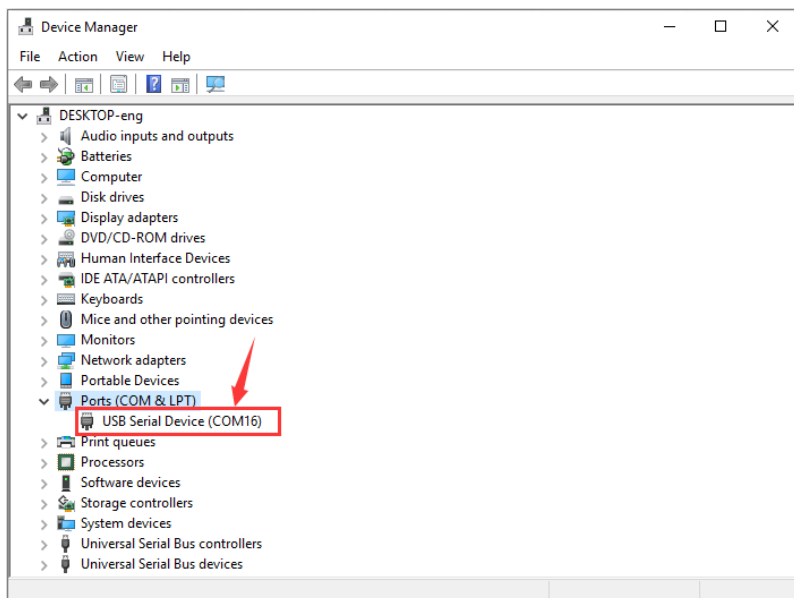 Device Manager
File Action View Help
DESKTOP-eng
Audio inputs and outputs
Batteries
Computer
Disk drives
Display adapters
DVD/CD-ROM drives
Human Interface Devices
IDE ATA/ATAPI controllers
Keyboards
Mice and other pointing devices
Monitors
Network adapters
Portable Devices
Ports (COM & LPT)
USB Serial Device (COM16)
Print queues
Processors
Software devices
Storage controllers
System devices
Universal Serial Bus controllers
Universal Serial Bus devices